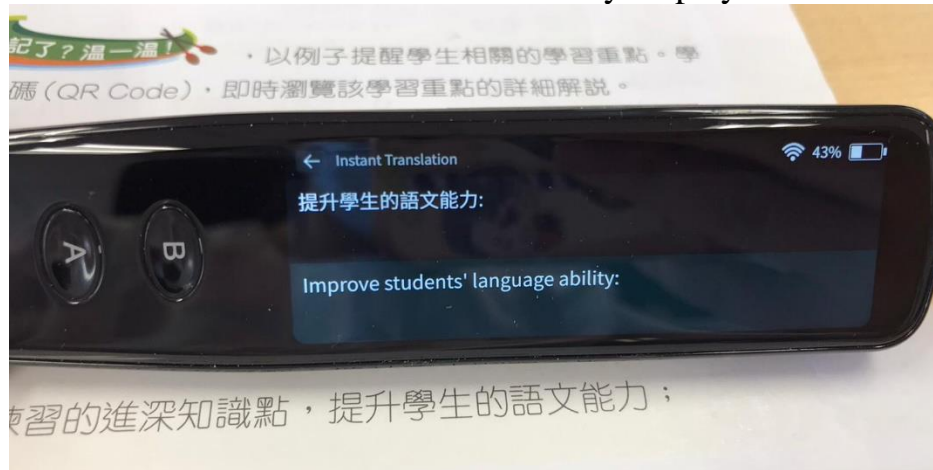 記了?溫一溫!
,以例子提醒學生相關的學習重點。學
碼(QR Code),即時瀏覽該學習重點的詳細解說。
← Instant Translation
43%
提升學生的語文能力:
A
B
Improve students' language ability:
習的進深知識點,提升學生的語文能力;